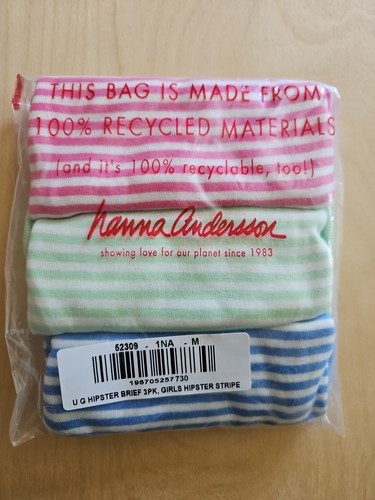 THIS BAG IS MADE FROM
100% RECYCLED MATERIALS
(and it's 100% recyclable, too!)
hanna Andersson
showing love for our planet since 1983
52309 - 1NA - M
198705257730
U G HIPSTER BRIEF 3PK, GIRLS HIPSTER STRIPE